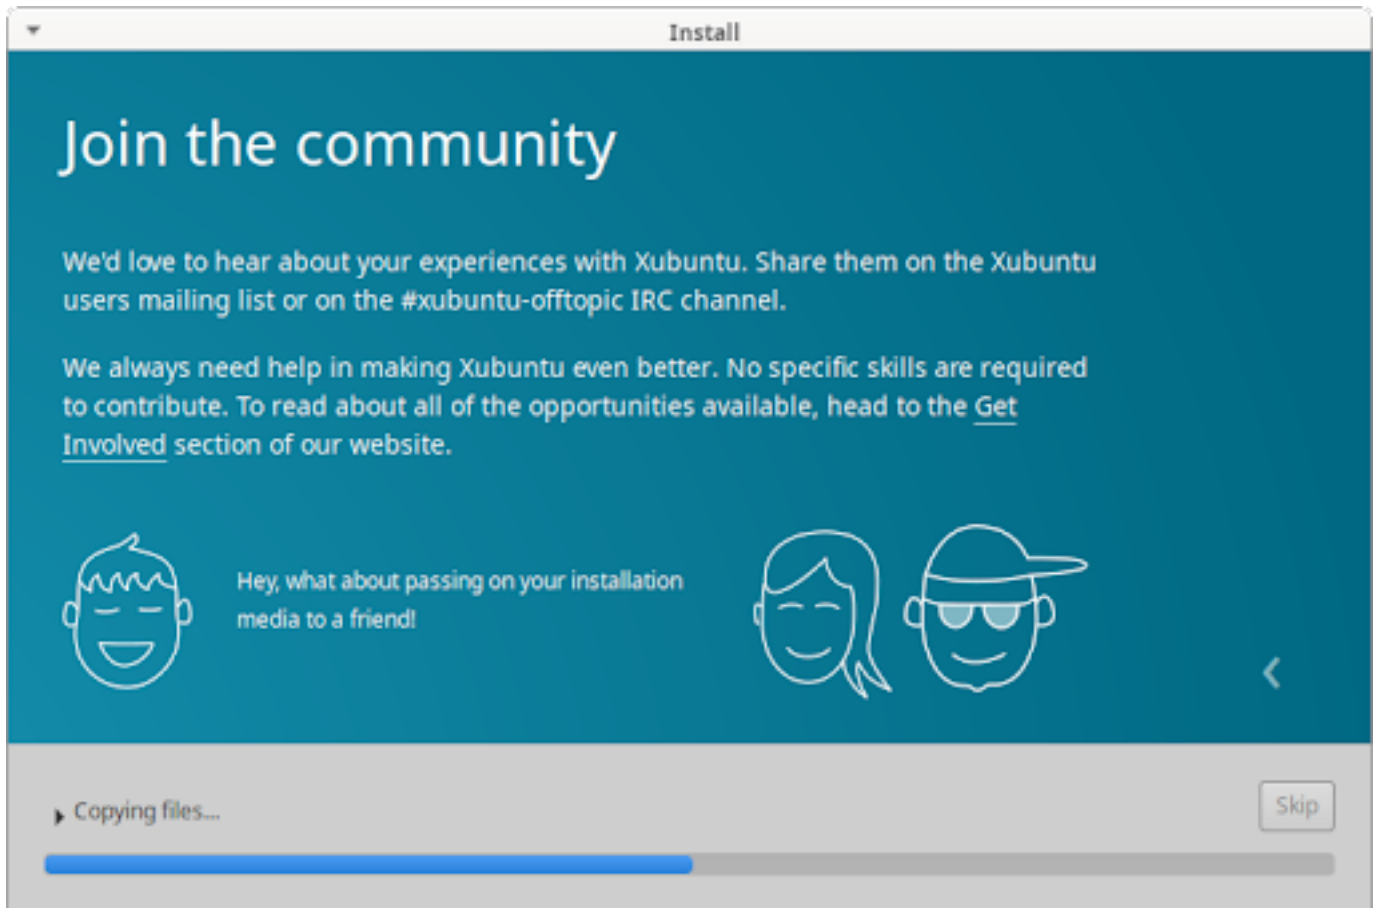 Install
Join the community
We'd love to hear about your experiences with Xubuntu. Share them on the Xubuntu
users mailing list or on the #xubuntu-offtopic IRC channel.
We always need help in making Xubuntu even better. No specific skills are required
to contribute. To read about all of the opportunities available, head to the Get
Involved section of our website.
Hey, what about passing on your installation
media to a friend!
Copying files...
Skip